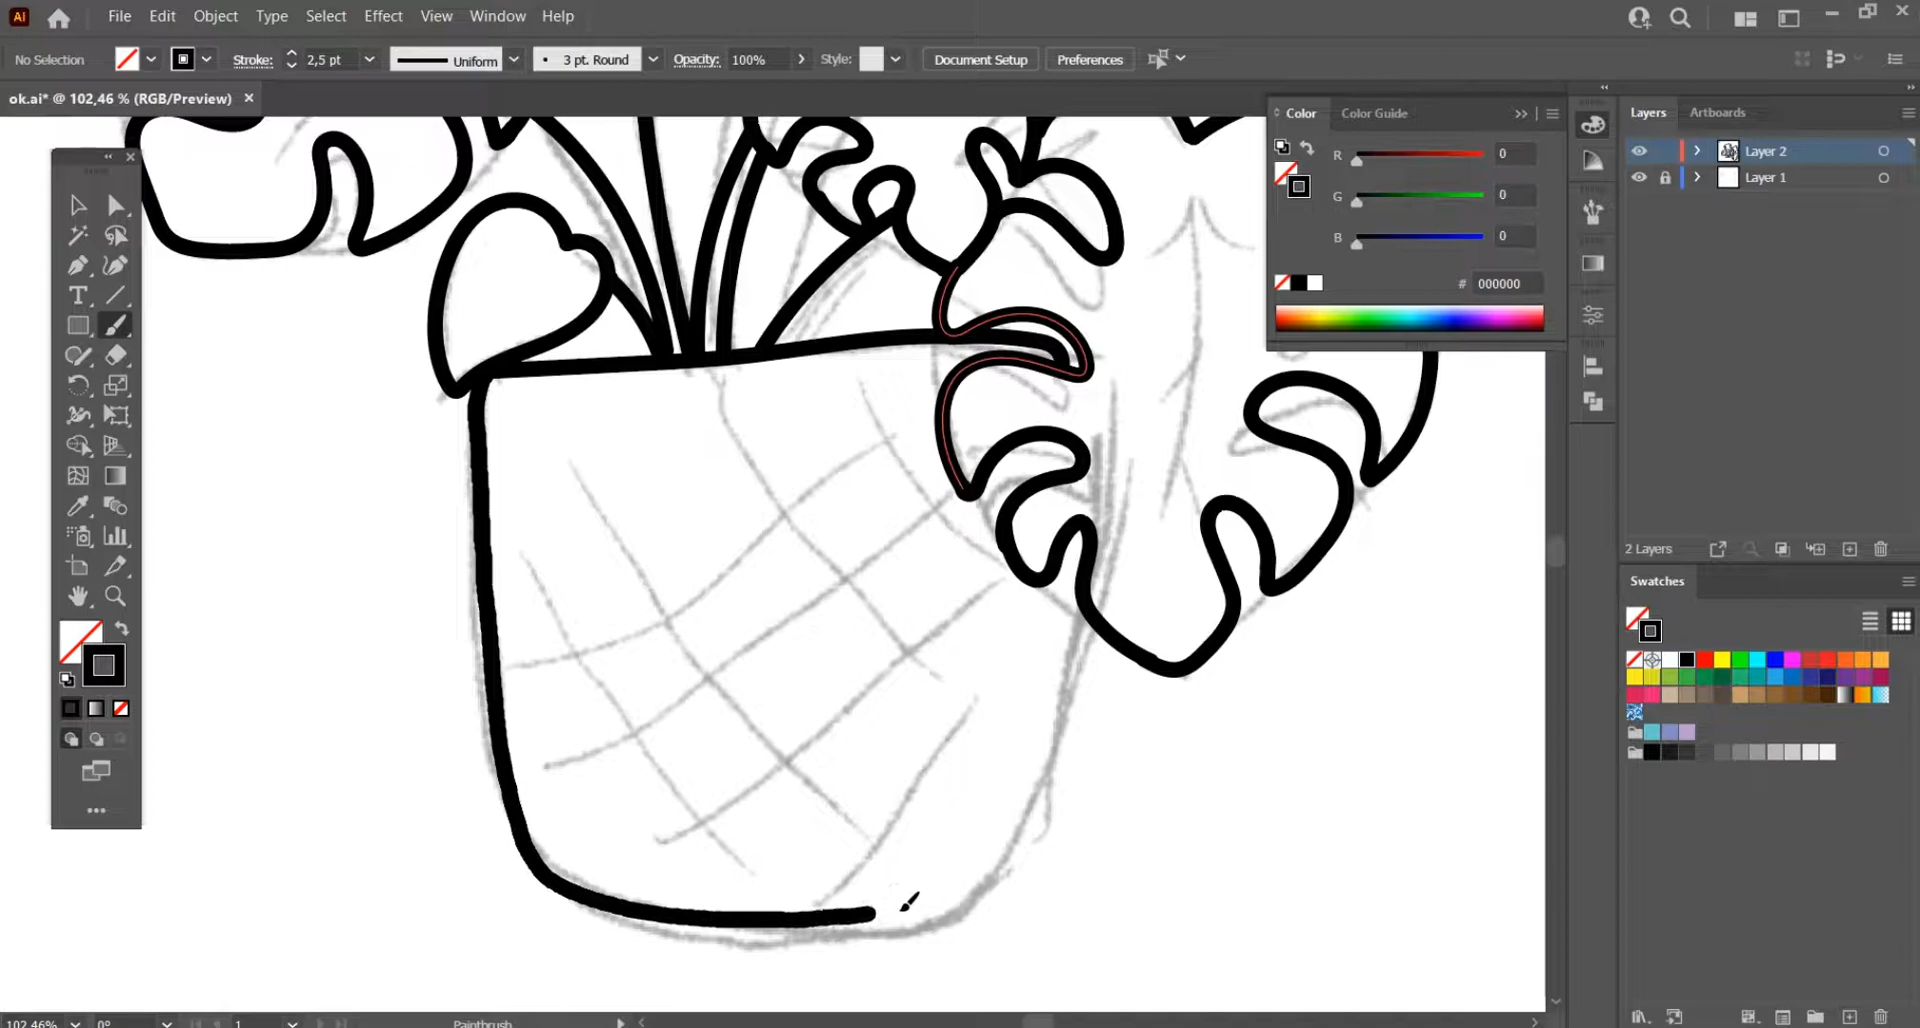 Ai File Edit Object Type Select Effect View Window Help
No Selection Stroke: 2,5 pt Uniform 3 pt. Round Opacity: 100% Style: Document Setup Preferences
ok.ai* @ 102,46 % (RGB/Preview)
Color Color Guide
Layers Artboards
R 0
Layer 2
Layer 1
G 0
B 0
# 000000
2 Layers
Swatches
102,46% 0° 1 Paintbrush